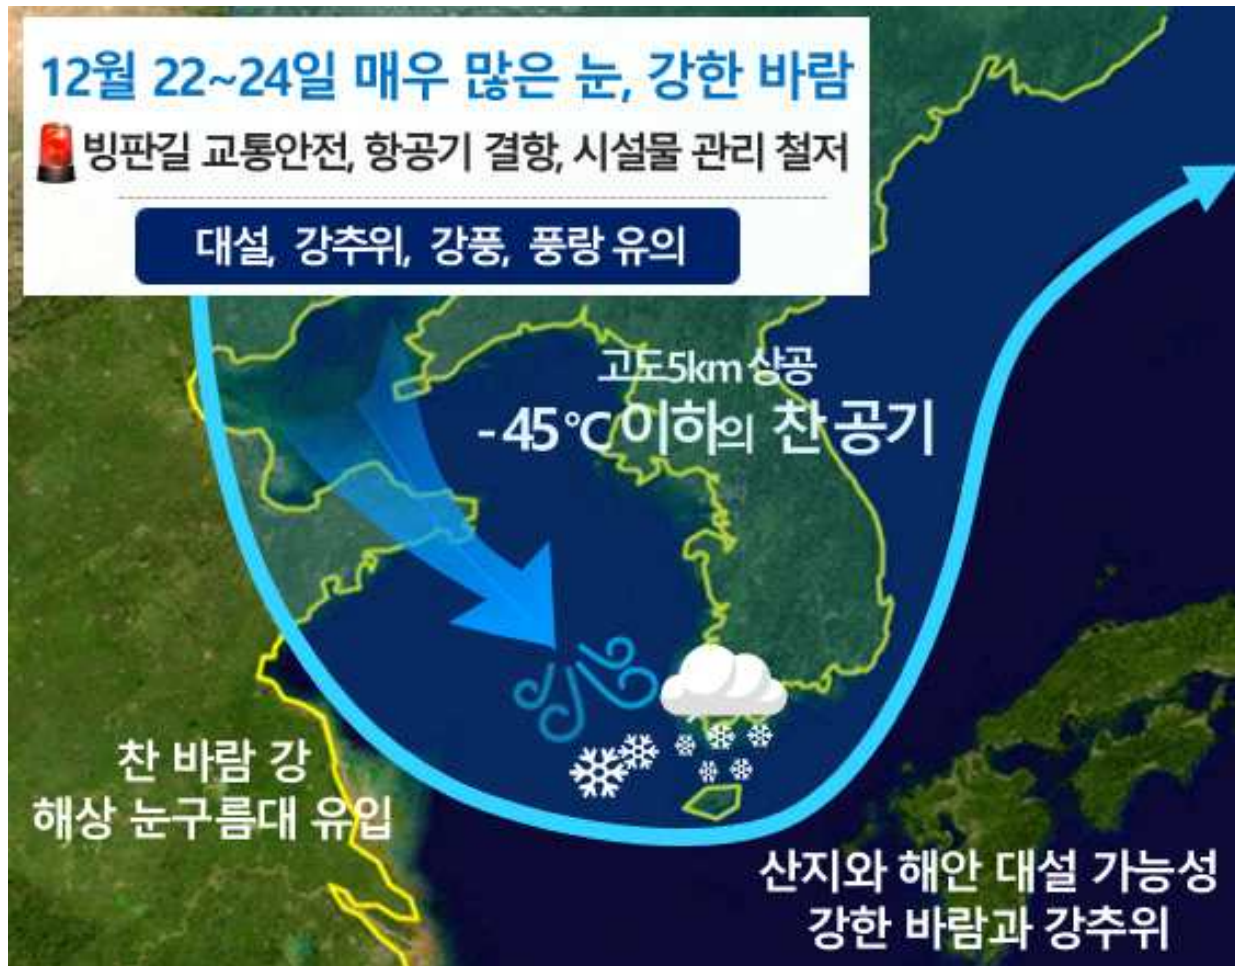 12월 22~24일 매우 많은 눈, 강한 바람
빙판길 교통안전, 항공기 결항, 시설물 관리 철저
대설, 강추위, 강풍, 풍랑 유의
고도5km 상공
-45℃ 이하의 찬 공기
찬 바람 강
해상 눈구름대 유입
산지와 해안 대설 가능성
강한 바람과 강추위